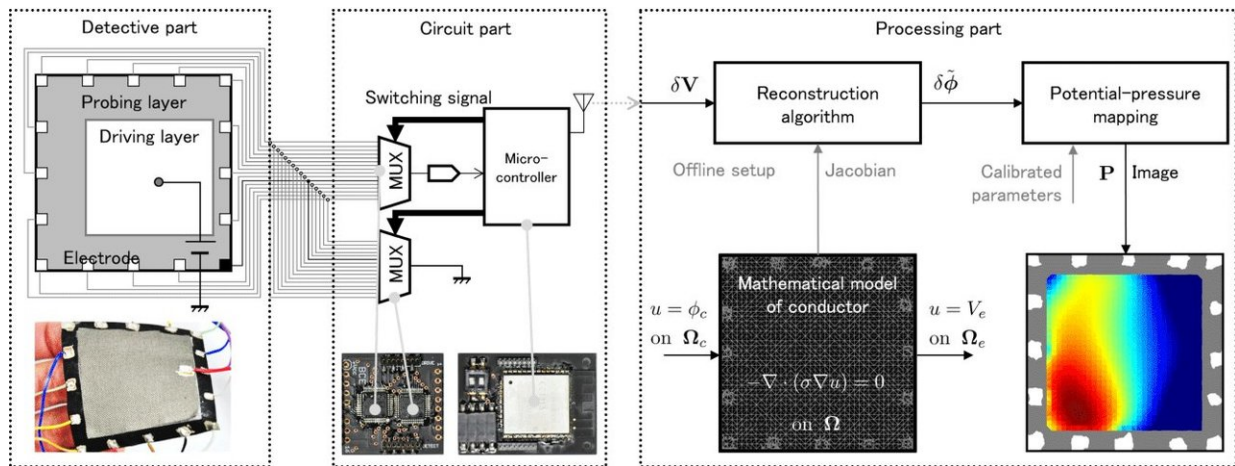 Detective part
Circuit part
Processing part
Probing layer
Driving layer
Electrode
Switching signal
MUX
MUX
Micro-
controller
δV
Reconstruction
algorithm
δϕ̃
Potential-pressure
mapping
Offline setup
Jacobian
Calibrated
parameters
P
Image
Mathematical model
of conductor
u = ϕc
on Ωc
∇ · (σ∇u) = 0
on Ω
u = Ve
on Ωe